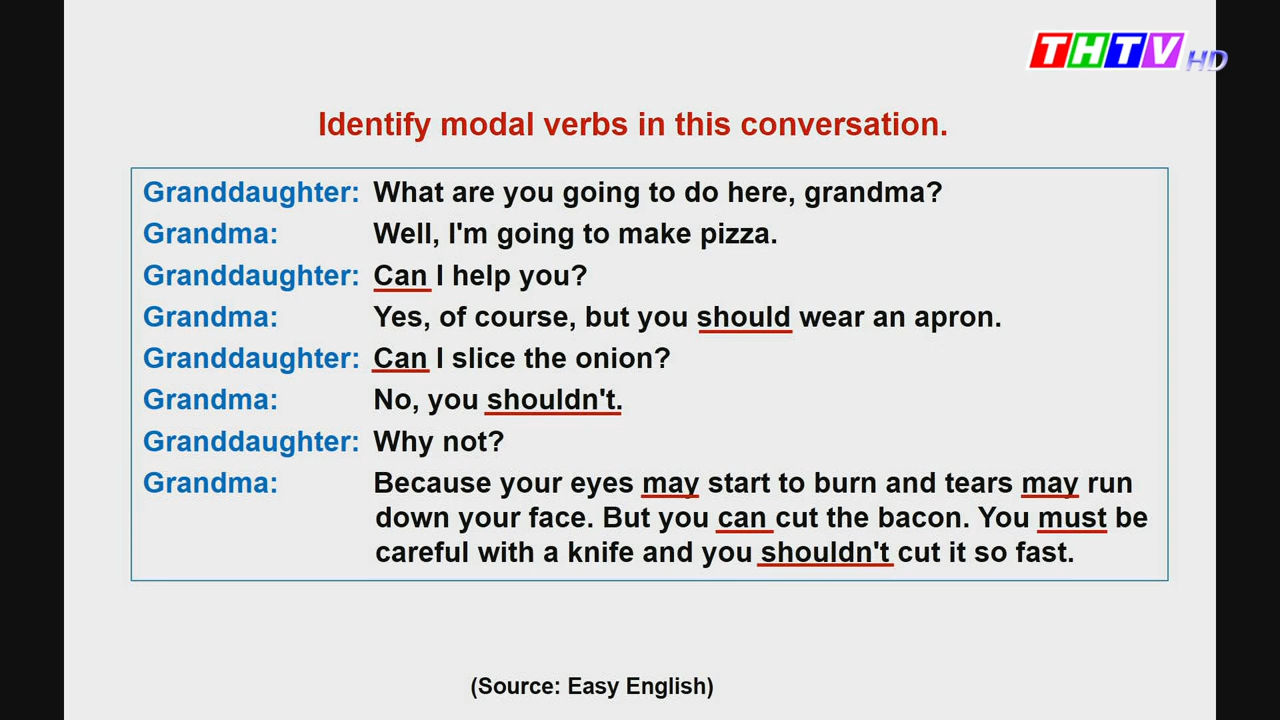 THTV HD
Identify modal verbs in this conversation.
Granddaughter: What are you going to do here, grandma?
Grandma: Well, I'm going to make pizza.
Granddaughter: Can I help you?
Grandma: Yes, of course, but you should wear an apron.
Granddaughter: Can I slice the onion?
Grandma: No, you shouldn't.
Granddaughter: Why not?
Grandma: Because your eyes may start to burn and tears may run
down your face. But you can cut the bacon. You must be
careful with a knife and you shouldn't cut it so fast.
(Source: Easy English)